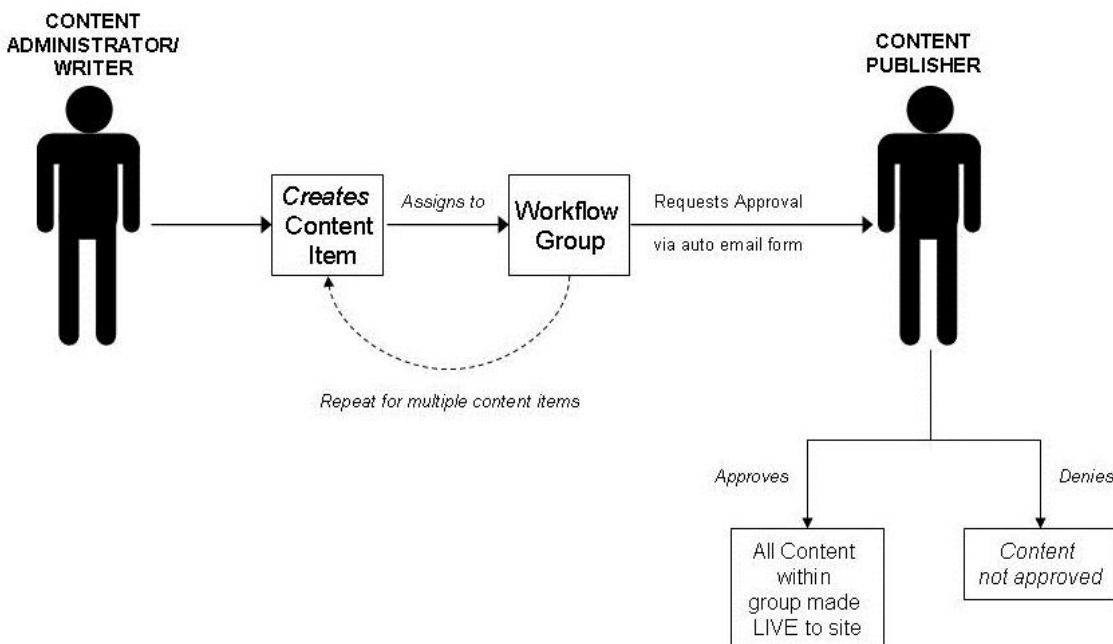 CONTENT
ADMINISTRATOR/
WRITER
CONTENT
PUBLISHER
Creates
Content
Item
Assigns to
Workflow
Group
Requests Approval
via auto email form
Repeat for multiple content items
Approves
Denies
All Content
within
group made
LIVE to site
Content
not approved